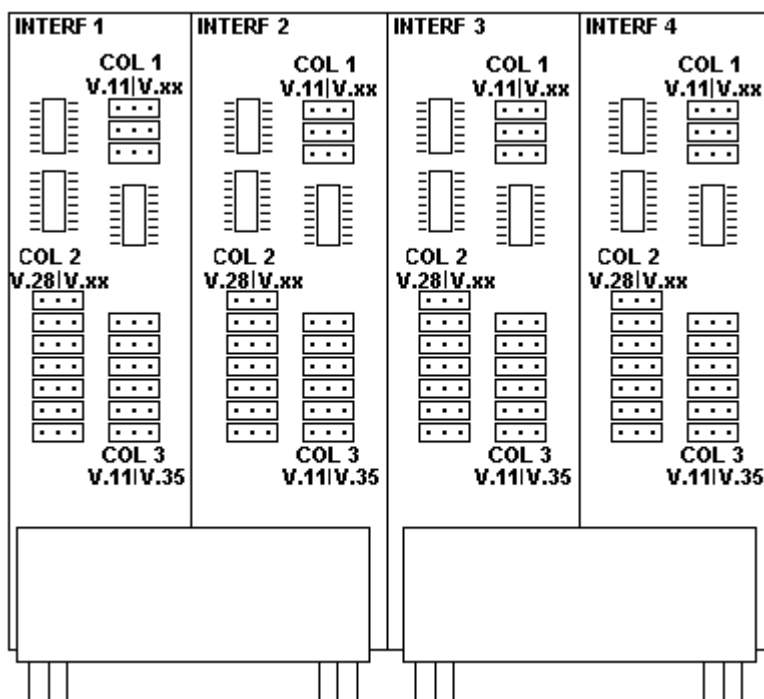 INTERF 1
COL 1
V.11|V.xx
COL 2
V.28|V.xx
COL 3
V.11|V.35
INTERF 2
COL 1
V.11|V.xx
COL 2
V.28|V.xx
COL 3
V.11|V.35
INTERF 3
COL 1
V.11|V.xx
COL 2
V.28|V.xx
COL 3
V.11|V.35
INTERF 4
COL 1
V.11|V.xx
COL 2
V.28|V.xx
COL 3
V.11|V.35